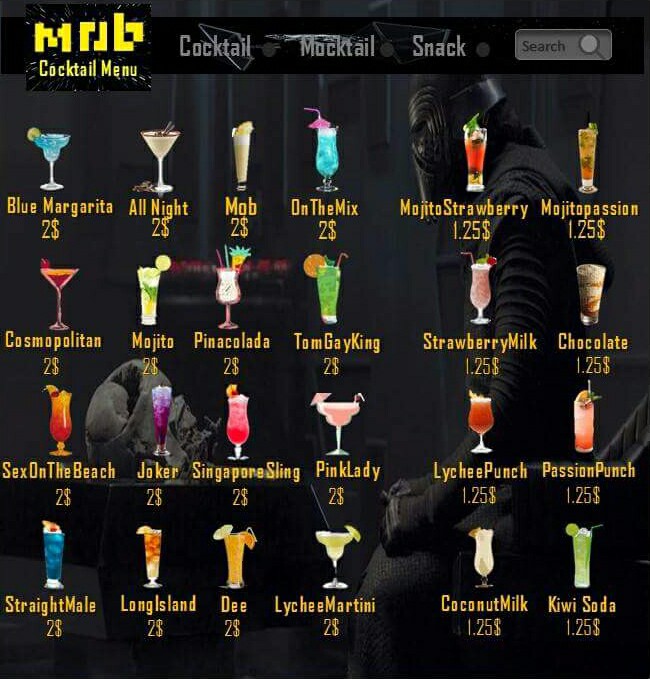 mob
Cocktail Menu
Cocktail Mocktail Snack Search
Blue Margarita All Night Mob OnTheMix MojitoStrawberry Mojitopassion
2$ 2$ 2$ 2$ 1.25$ 1.25$
Cosmopolitan Mojito Pinacolada TomGayKing StrawberryMilk Chocolate
2$ 2$ 2$ 2$ 1.25$ 1.25$
SexOnTheBeach Joker SingaporeSling PinkLady LycheePunch PassionPunch
2$ 2$ 2$ 2$ 1.25$ 1.25$
StraightMale LongIsland Dee LycheeMartini CoconutMilk Kiwi Soda
2$ 2$ 2$ 2$ 1.25$ 1.25$